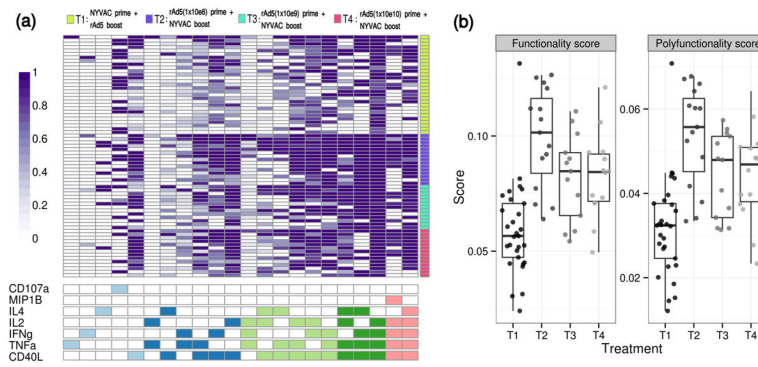 (a)
T1: NYVAC prime +
rAd5 boost
T2: rAd5(1x10e8) prime +
NYVAC boost
T3: rAd5(1x10e9) prime +
NYVAC boost
T4: rAd5(1x10e10) prime +
NYVAC boost
1
0.8
0.6
0.4
0.2
0
CD107a
MIP1B
IL4
IL2
IFNg
TNFa
CD40L
(b)
Functionality score
Polyfunctionality score
0.10
0.05
0.06
0.04
0.02
Score
T1 T2 T3 T4
T1 T2 T3 T4
Treatment